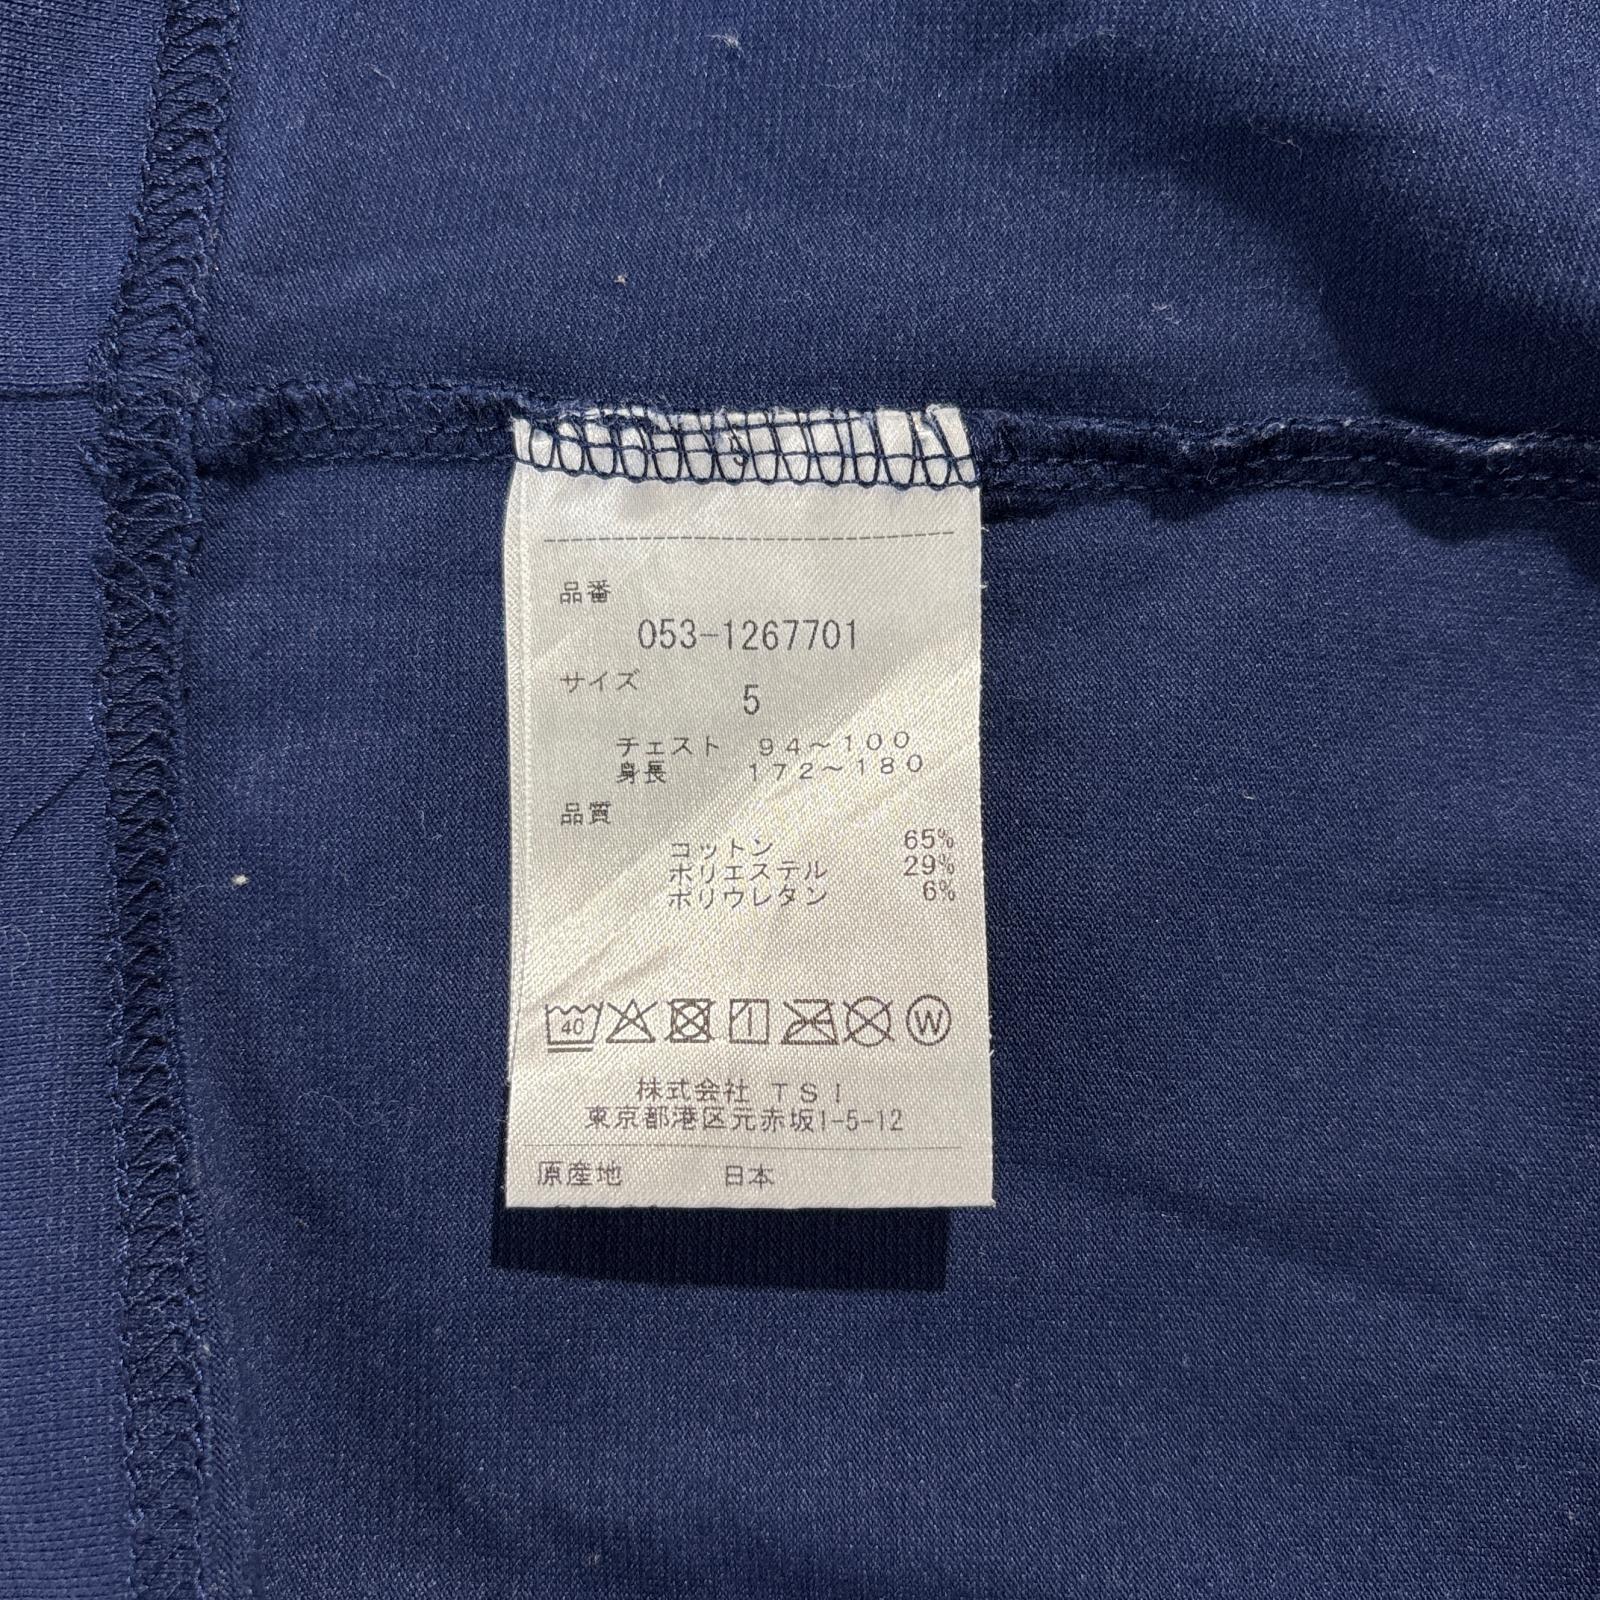 品番
053-1267701
サイズ
5
チェスト 94~100
身長 172~180
品質
コットン 65%
ポリエステル 29%
ポリウレタン 6%
40 W
株式会社 TSI
東京都港区元赤坂1-5-12
原産地 日本